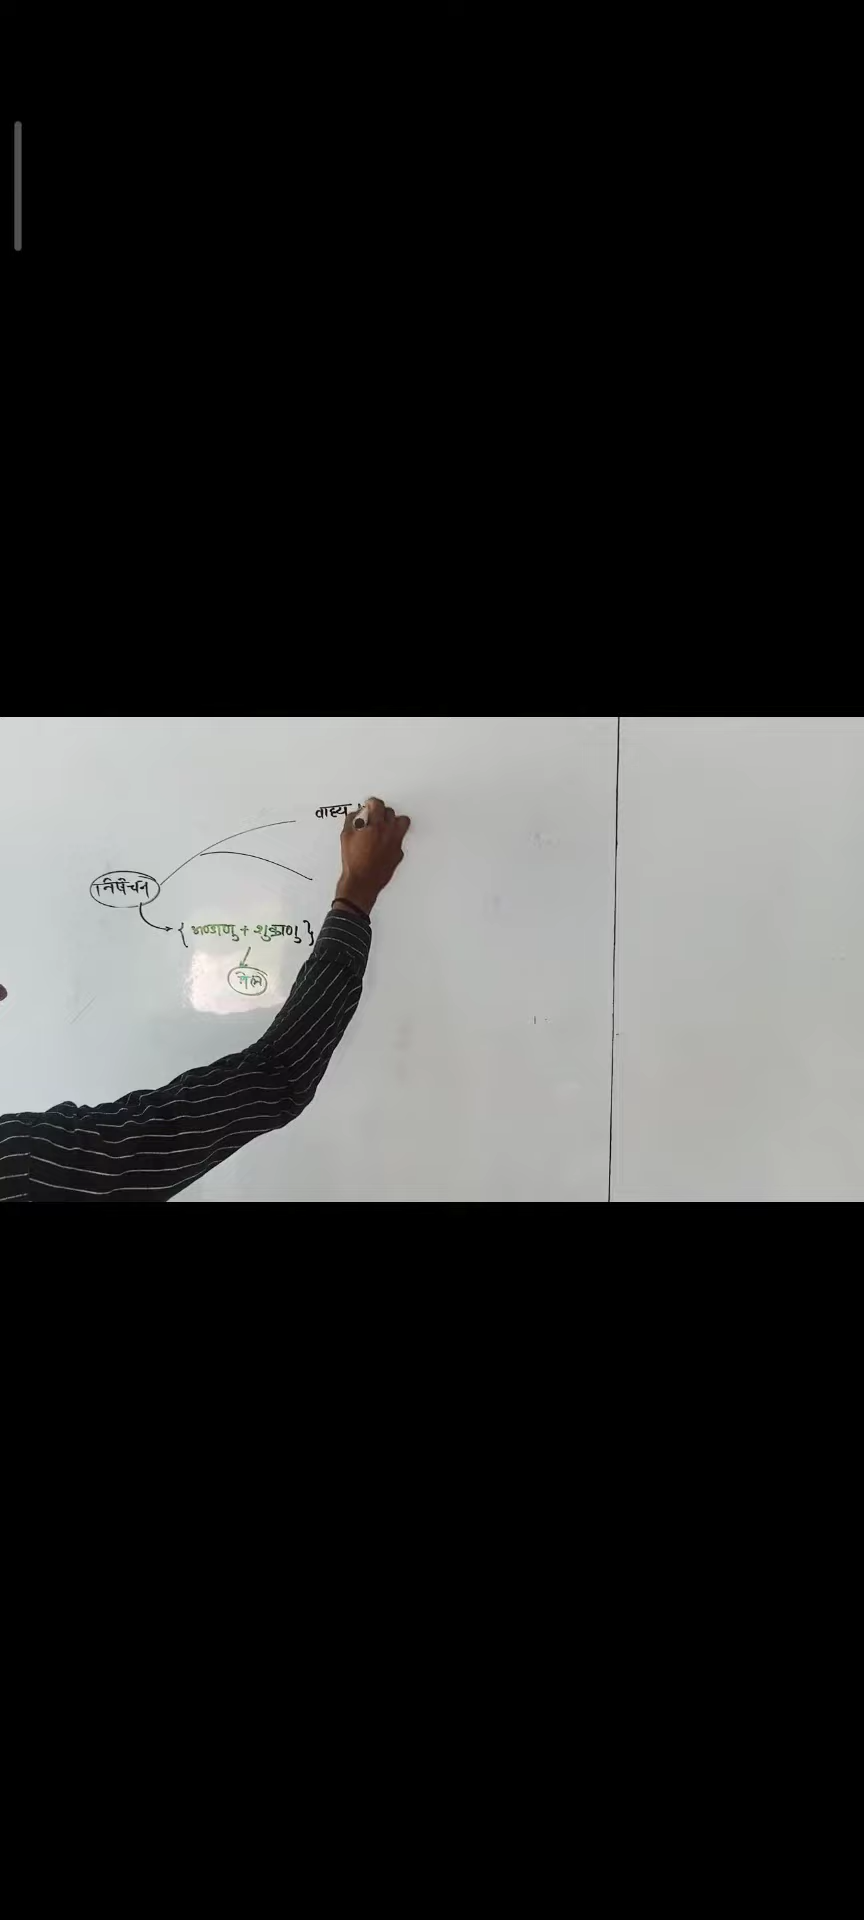 वाह्य
निषेचन
{ अण्डाणु + शुक्राणु }
मेल